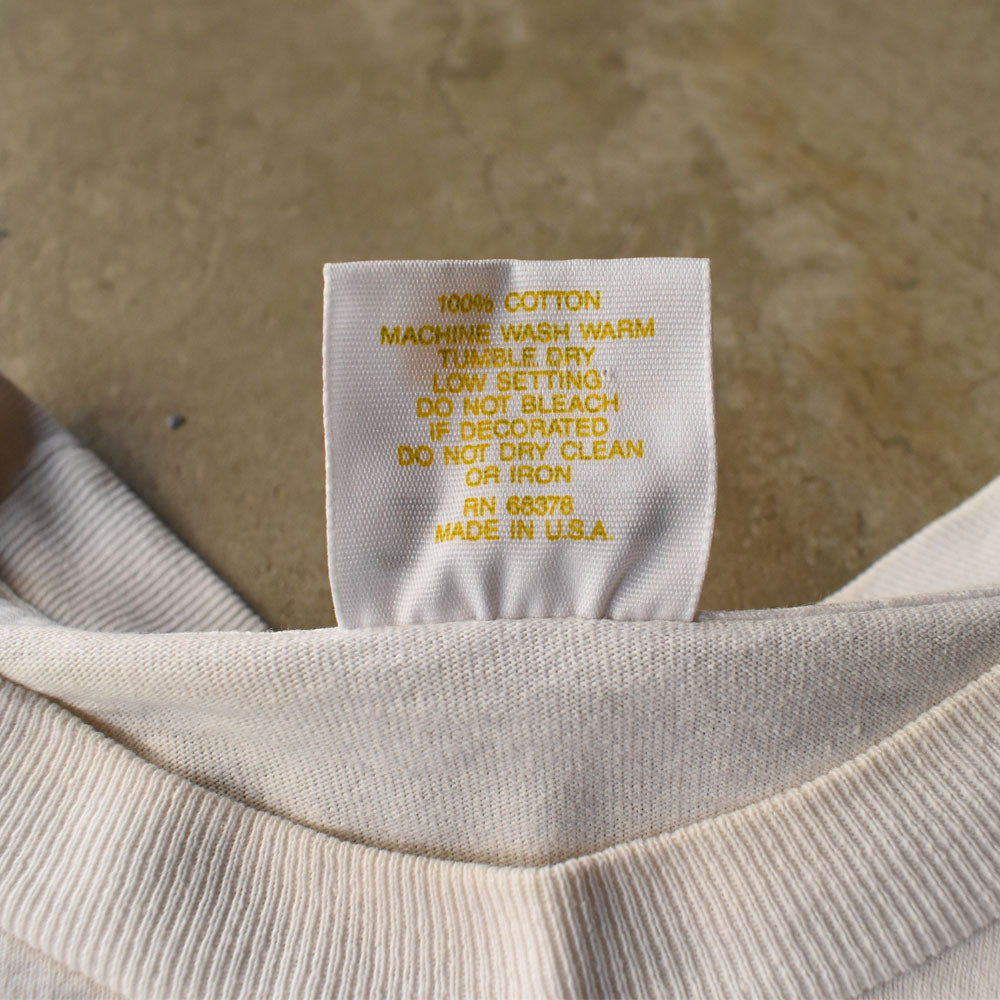 100% COTTON
MACHINE WASH WARM
TUMBLE DRY
LOW SETTING
DO NOT BLEACH
IF DECORATED
DO NOT DRY CLEAN
OR IRON
RN 68378
MADE IN U.S.A.